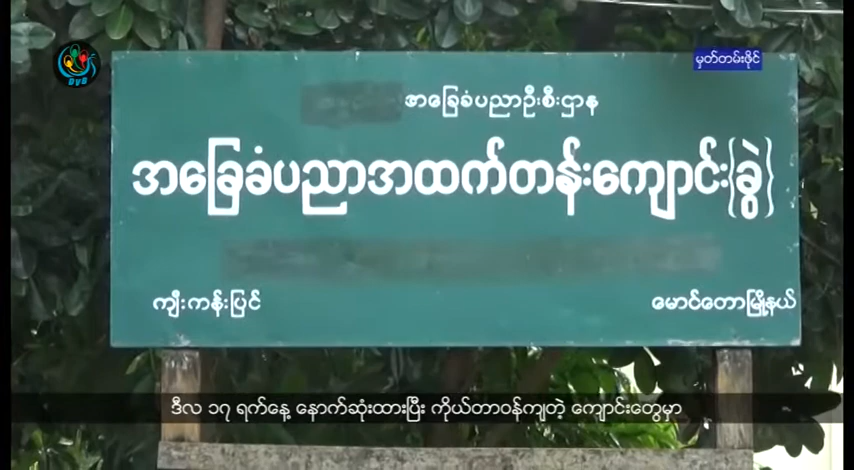 DVB
မှတ်တမ်းဖိုင်
အခြေခံပညာဦးစီးဌာန
အခြေခံပညာအထက်တန်းကျောင်း(ခွဲ)
ကျီးကန်းပြင်
မောင်တောမြို့နယ်
ဒီလ ၁၇ ရက်နေ့ နောက်ဆုံးထားပြီး ကိုယ်တာဝန်ကျတဲ့ ကျောင်းတွေမှာ